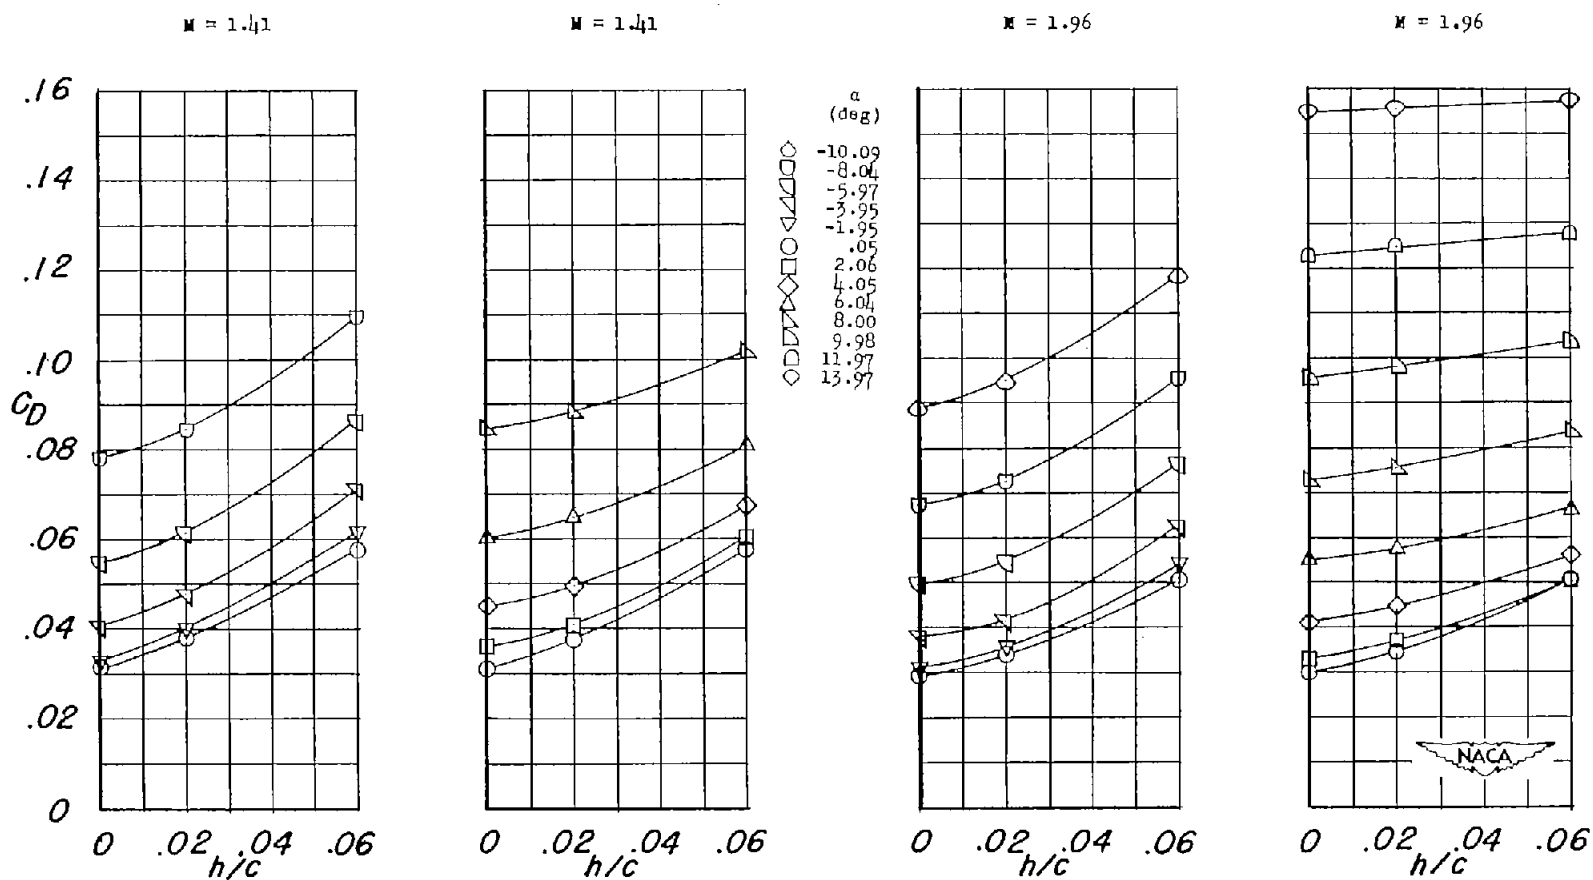 M = 1.41
M = 1.41
M = 1.96
M = 1.96
.16
.14
.12
.10
C_D
.08
.06
.04
.02
0
α
(deg)
-10.09
-8.04
-5.97
-3.95
-1.95
.05
2.06
4.05
6.04
8.00
9.98
11.97
13.97
NACA
0 .02 .04 .06
h/c
0 .02 .04 .06
h/c
0 .02 .04 .06
h/c
0 .02 .04 .06
h/c